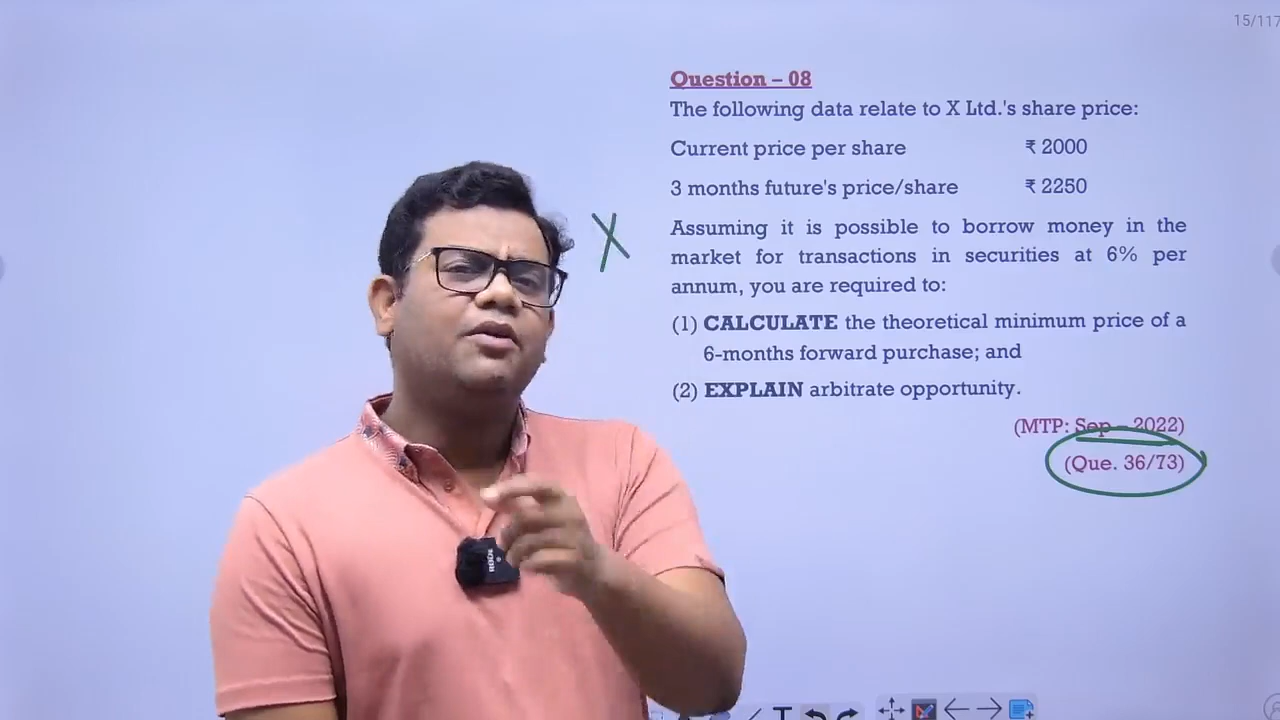 15/117
Question – 08
The following data relate to X Ltd.'s share price:
Current price per share ₹ 2000
3 months future's price/share ₹ 2250
X
Assuming it is possible to borrow money in the
market for transactions in securities at 6% per
annum, you are required to:
(1) CALCULATE the theoretical minimum price of a
6-months forward purchase; and
(2) EXPLAIN arbitrate opportunity.
(MTP: Sep – 2022)
(Que. 36/73)
RODE
T